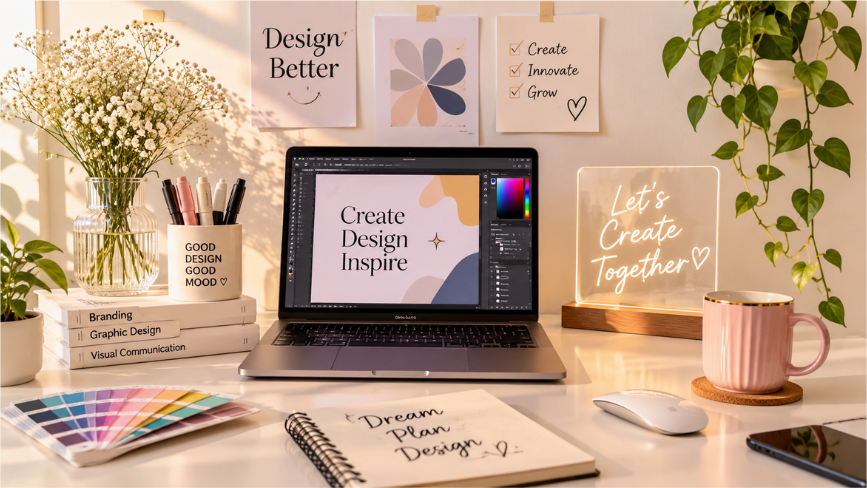 Design
Better
Create
Innovate
Grow
Create
Design
Inspire
Let's
Create
Together
GOOD
DESIGN
GOOD
MOOD
Branding
Graphic Design
Visual Communication
Dream
Plan
Design